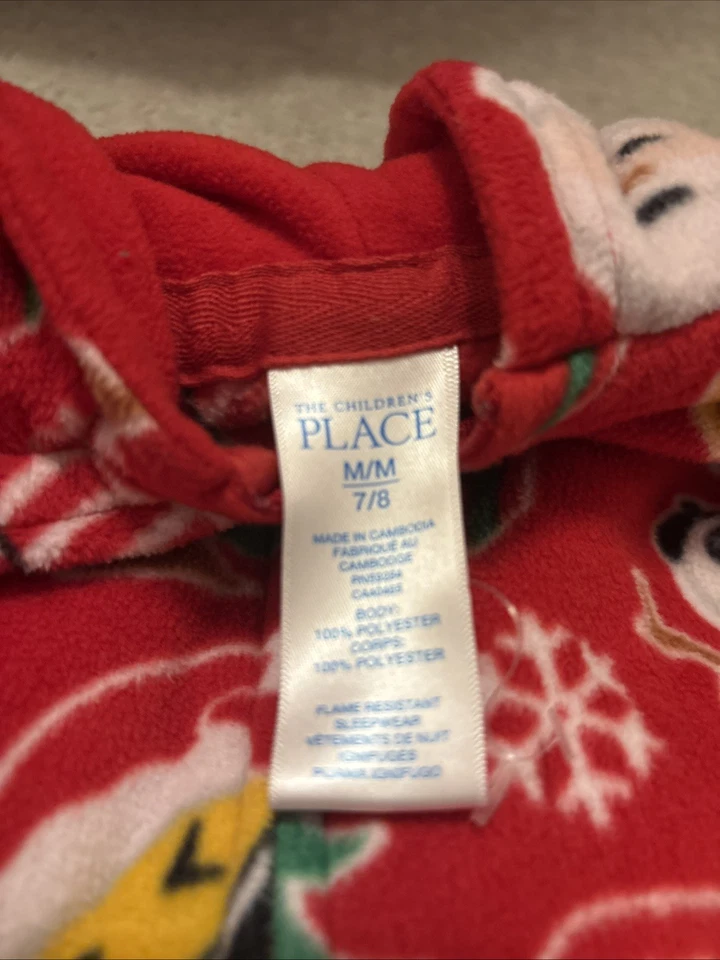 THE CHILDREN'S
PLACE
M/M
7/8
MADE IN CAMBODIA
FABRIQUÉ AU
CAMBODGE
BODY:
100% POLYESTER
CORPS:
100% POLYESTER
FLAME RESISTANT
SLEEPWEAR
VÊTEMENTS DE NUIT
IGNIFUGES